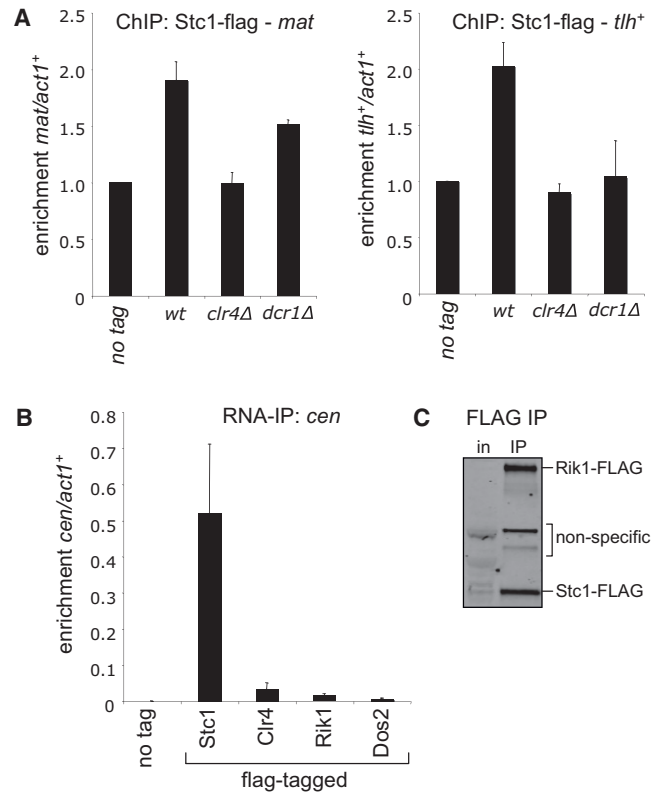 A
ChIP: Stc1-flag - mat
enrichment mat/act1⁺
2.5
2.0
1.5
1.0
0.5
0
no tag
wt
clr4Δ
dcr1Δ
ChIP: Stc1-flag - tlh⁺
enrichment tlh⁺/act1⁺
2.5
2.0
1.5
1.0
0.5
0
no tag
wt
clr4Δ
dcr1Δ
B
RNA-IP: cen
enrichment cen/act1⁺
0.8
0.7
0.6
0.5
0.4
0.3
0.2
0.1
0
no tag
Stc1
Clr4
Rik1
Dos2
flag-tagged
C
FLAG IP
in IP
Rik1-FLAG
non-specific
Stc1-FLAG